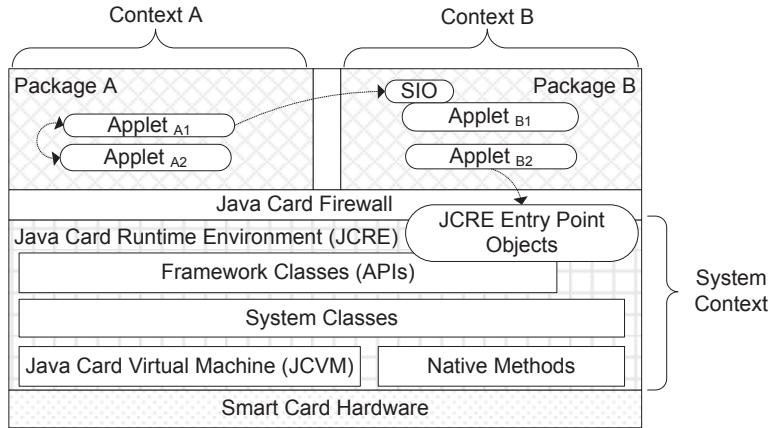 Context A
Context B
Package A
SIO
Package B
Applet A1
Applet B1
Applet A2
Applet B2
Java Card Firewall
JCRE Entry Point
Objects
Java Card Runtime Environment (JCRE)
Framework Classes (APIs)
System
Context
System Classes
Java Card Virtual Machine (JCVM)
Native Methods
Smart Card Hardware